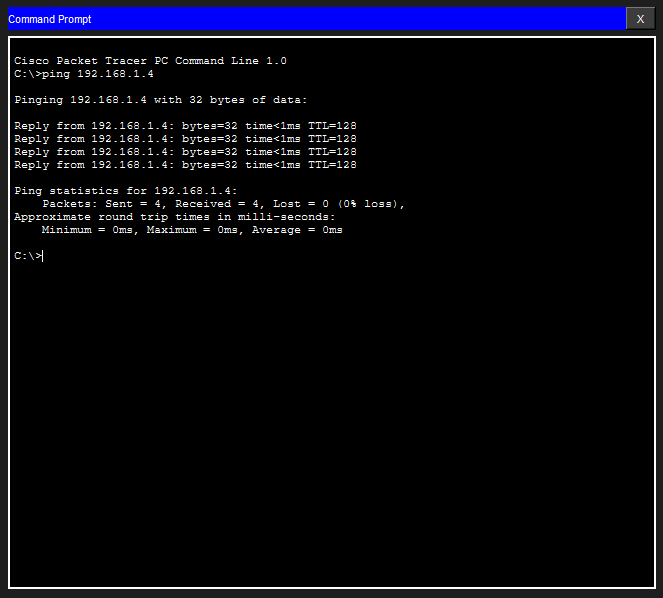 Command Prompt
X
Cisco Packet Tracer PC Command Line 1.0
C:\>ping 192.168.1.4
Pinging 192.168.1.4 with 32 bytes of data:
Reply from 192.168.1.4: bytes=32 time<1ms TTL=128
Reply from 192.168.1.4: bytes=32 time<1ms TTL=128
Reply from 192.168.1.4: bytes=32 time<1ms TTL=128
Reply from 192.168.1.4: bytes=32 time<1ms TTL=128
Ping statistics for 192.168.1.4:
    Packets: Sent = 4, Received = 4, Lost = 0 (0% loss),
Approximate round trip times in milli-seconds:
    Minimum = 0ms, Maximum = 0ms, Average = 0ms
C:\>